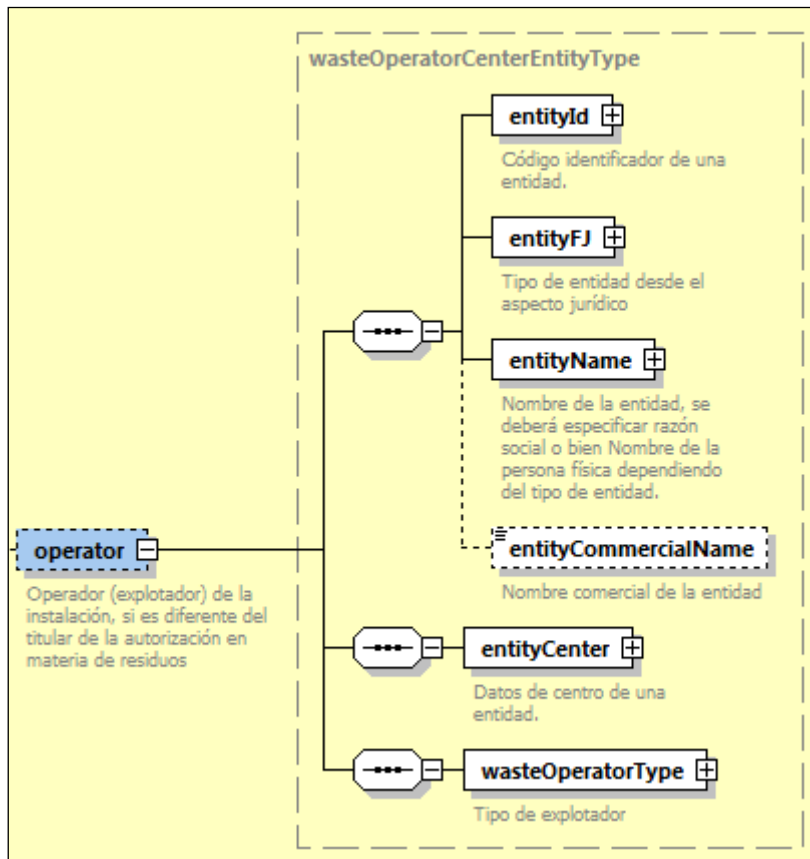 wasteOperatorCenterEntityType
entityId
Código identificador de una
entidad.
entityFJ
Tipo de entidad desde el
aspecto jurídico
entityName
Nombre de la entidad, se
deberá especificar razón
social o bien Nombre de la
persona física dependiendo
del tipo de entidad.
entityCommercialName
Nombre comercial de la entidad
operator
Operador (explotador) de la
instalación, si es diferente del
titular de la autorización en
materia de residuos
entityCenter
Datos de centro de una
entidad.
wasteOperatorType
Tipo de explotador